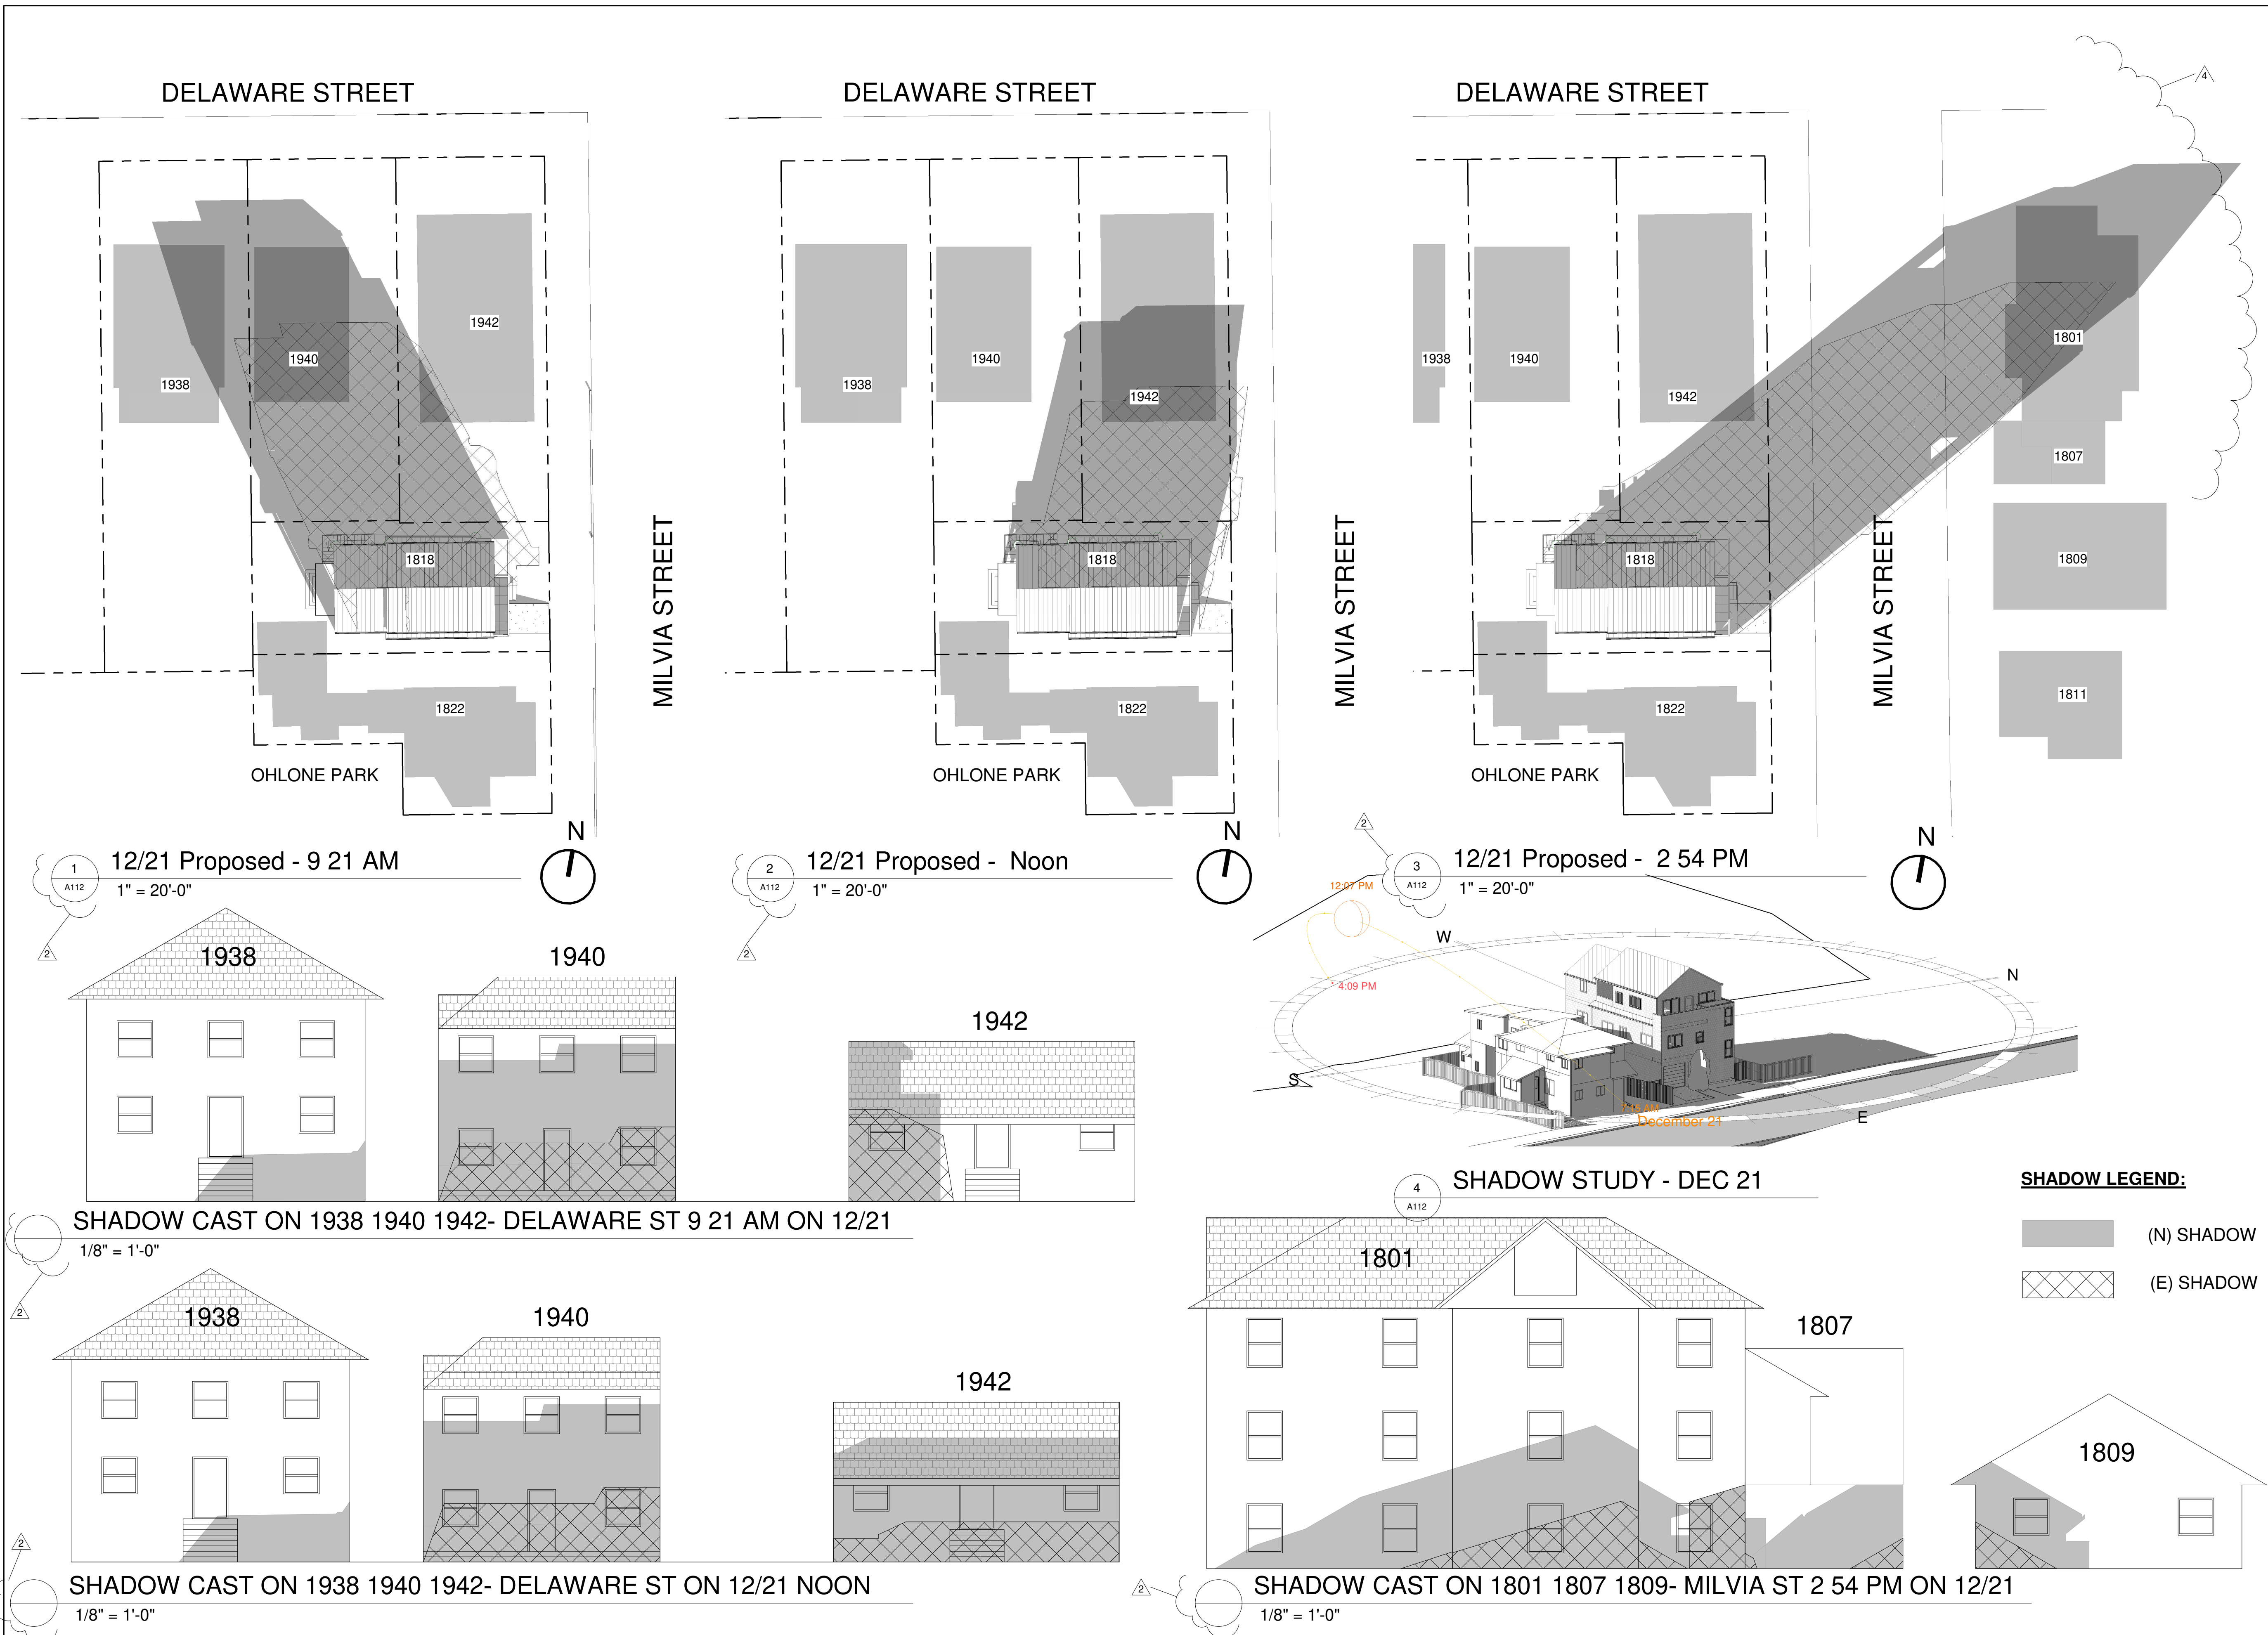 DELAWARE STREET
1938
1940
1942
1818
1822
OHLONE PARK
MILVIA STREET
N
1
A112
12/21 Proposed - 9 21 AM
1" = 20'-0"
2
DELAWARE STREET
1938
1940
1942
1818
1822
OHLONE PARK
MILVIA STREET
N
2
A112
12/21 Proposed - Noon
1" = 20'-0"
2
DELAWARE STREET
4
1938
1940
1942
1818
1822
OHLONE PARK
MILVIA STREET
1801
1807
1809
1811
N
2
3
A112
12/21 Proposed - 2 54 PM
1" = 20'-0"
1938
1940
1942
SHADOW CAST ON 1938 1940 1942- DELAWARE ST 9 21 AM ON 12/21
1/8" = 1'-0"
2
12:07 PM
W
N
4:09 PM
S
E
December 21
4
A112
SHADOW STUDY - DEC 21
SHADOW LEGEND:
(N) SHADOW
(E) SHADOW
1938
1940
1942
2
SHADOW CAST ON 1938 1940 1942- DELAWARE ST ON 12/21 NOON
1/8" = 1'-0"
1801
1807
1809
2
SHADOW CAST ON 1801 1807 1809- MILVIA ST 2 54 PM ON 12/21
1/8" = 1'-0"